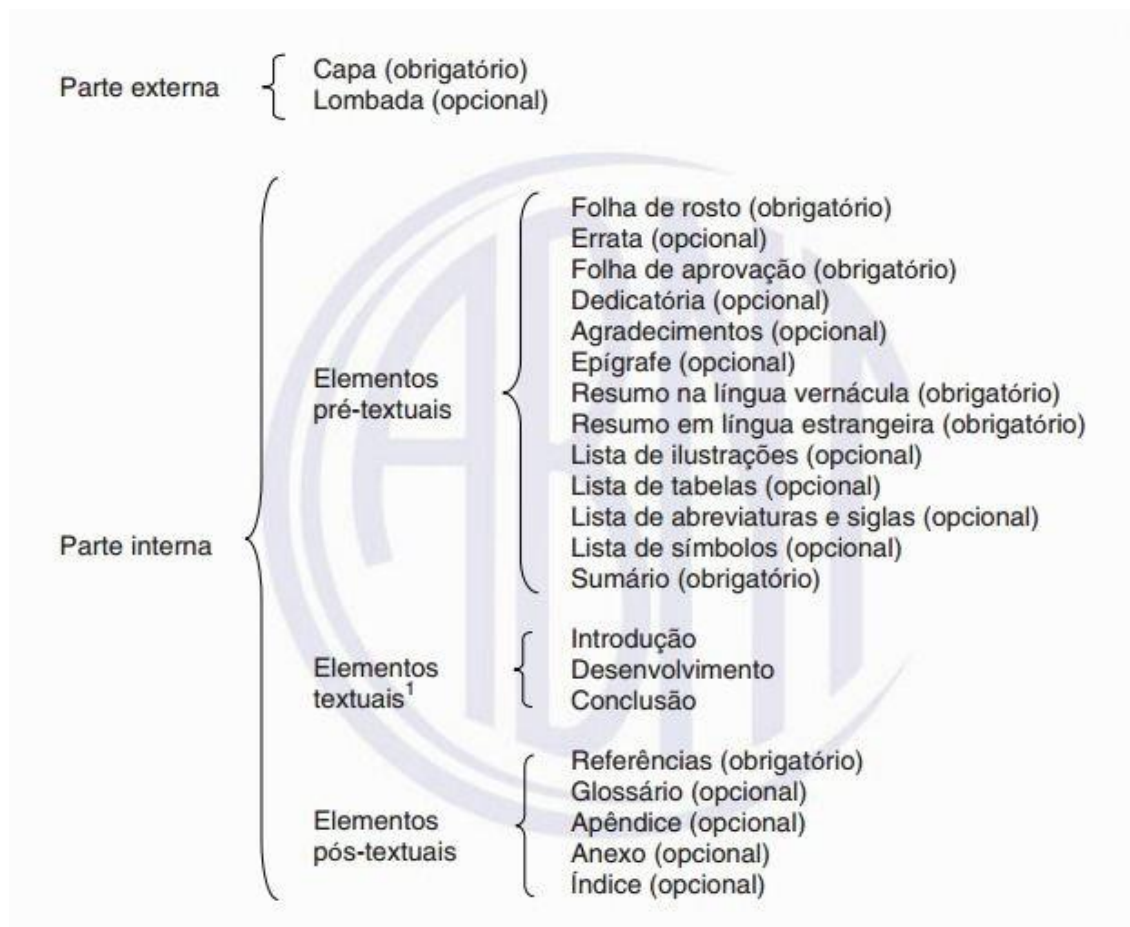 Parte externa
Capa (obrigatório)
Lombada (opcional)
Parte interna
Elementos
pré-textuais
Folha de rosto (obrigatório)
Errata (opcional)
Folha de aprovação (obrigatório)
Dedicatória (opcional)
Agradecimentos (opcional)
Epígrafe (opcional)
Resumo na língua vernácula (obrigatório)
Resumo em língua estrangeira (obrigatório)
Lista de ilustrações (opcional)
Lista de tabelas (opcional)
Lista de abreviaturas e siglas (opcional)
Lista de símbolos (opcional)
Sumário (obrigatório)
Elementos
textuais¹
Introdução
Desenvolvimento
Conclusão
Elementos
pós-textuais
Referências (obrigatório)
Glossário (opcional)
Apêndice (opcional)
Anexo (opcional)
Índice (opcional)
ABNT